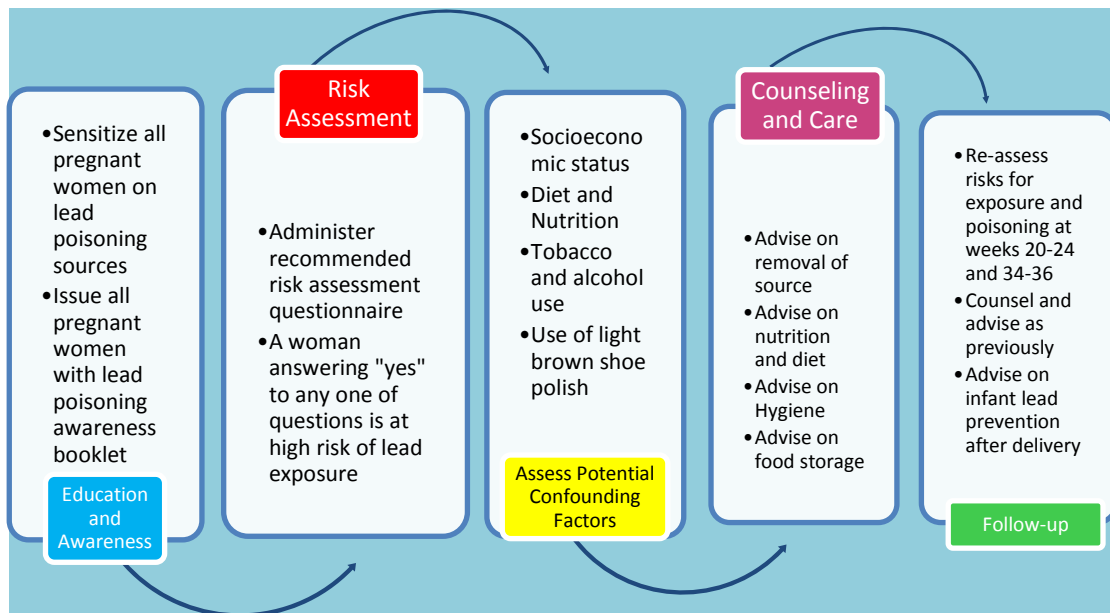 •Sensitize all
pregnant
women on
lead
poisoning
sources
•Issue all
pregnant
women
with lead
poisoning
awareness
booklet
Education
and
Awareness
Risk
Assessment
•Administer
recommended
risk assessment
questionnaire
•A woman
answering "yes"
to any one of
questions is at
high risk of lead
exposure
•Socioecono
mic status
•Diet and
Nutrition
•Tobacco
and alcohol
use
•Use of light
brown shoe
polish
Assess Potential
Confounding
Factors
Counseling
and Care
•Advise on
removal of
source
•Advise on
nutrition
and diet
•Advise on
Hygiene
•Advise on
food storage
•Re-assess
risks for
exposure and
poisoning at
weeks 20-24
and 34-36
•Counsel and
advise as
previously
•Advise on
infant lead
prevention
after delivery
Follow-up